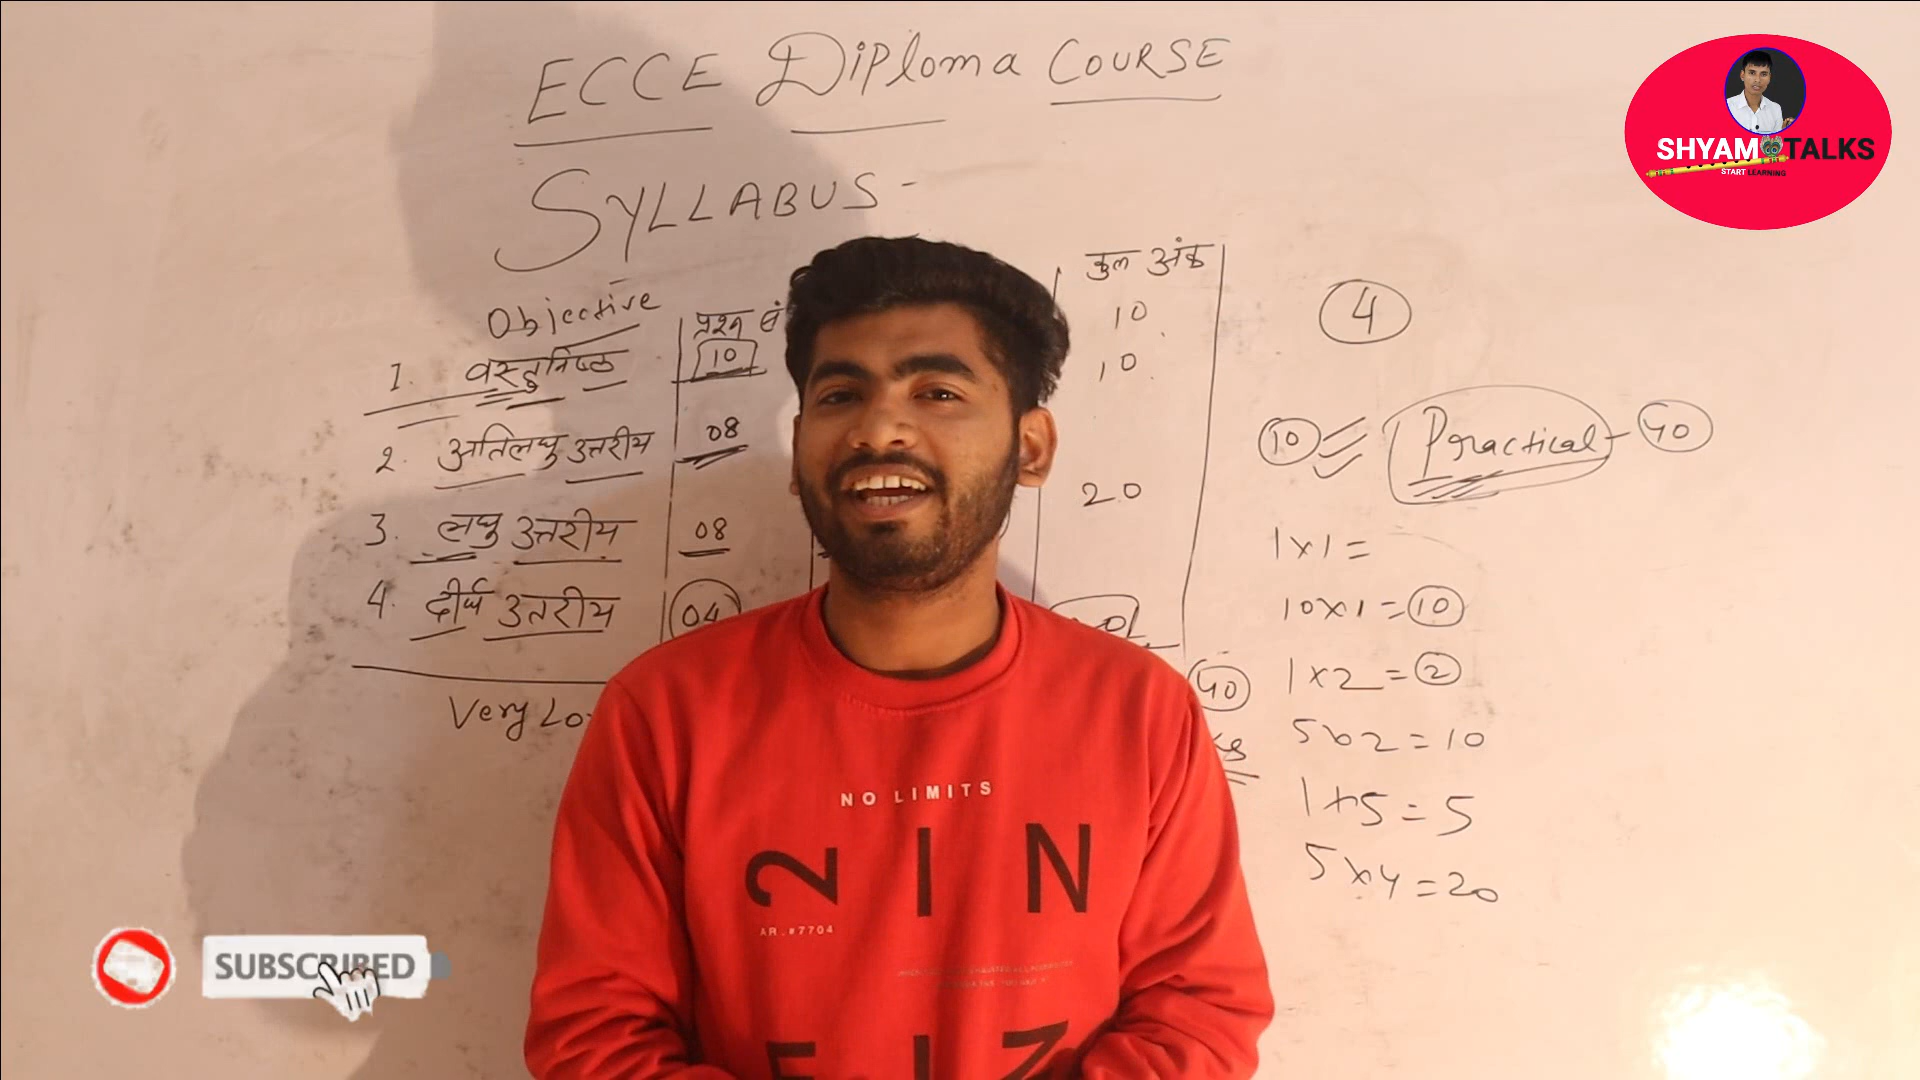 ECCE Diploma COURSE
SYLLABUS-
SHYAM TALKS
START LEARNING
Objective
प्रश्न सं
कुल अंक
1. वस्तुनिष्ठ 10 10
10
2. अतिलघु उत्तरीय 08
20
3. लघु उत्तरीय 08
4. दीर्घ उत्तरीय 04
Very Lo
40
4
10 Practical - 40
1x1=
10x1=10
1x2=2
5x2=10
1x5=5
5x4=20
NO LIMITS
2 I N
AR.#7704
SUBSCRIBED